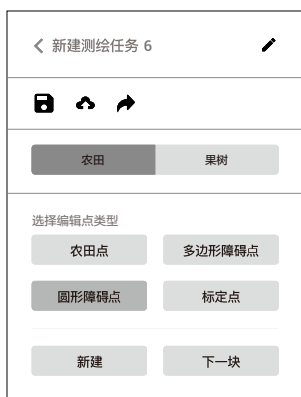 新建测绘任务 6
农田 果树
选择编辑点类型
农田点 多边形障碍点
圆形障碍点 标定点
新建 下一块